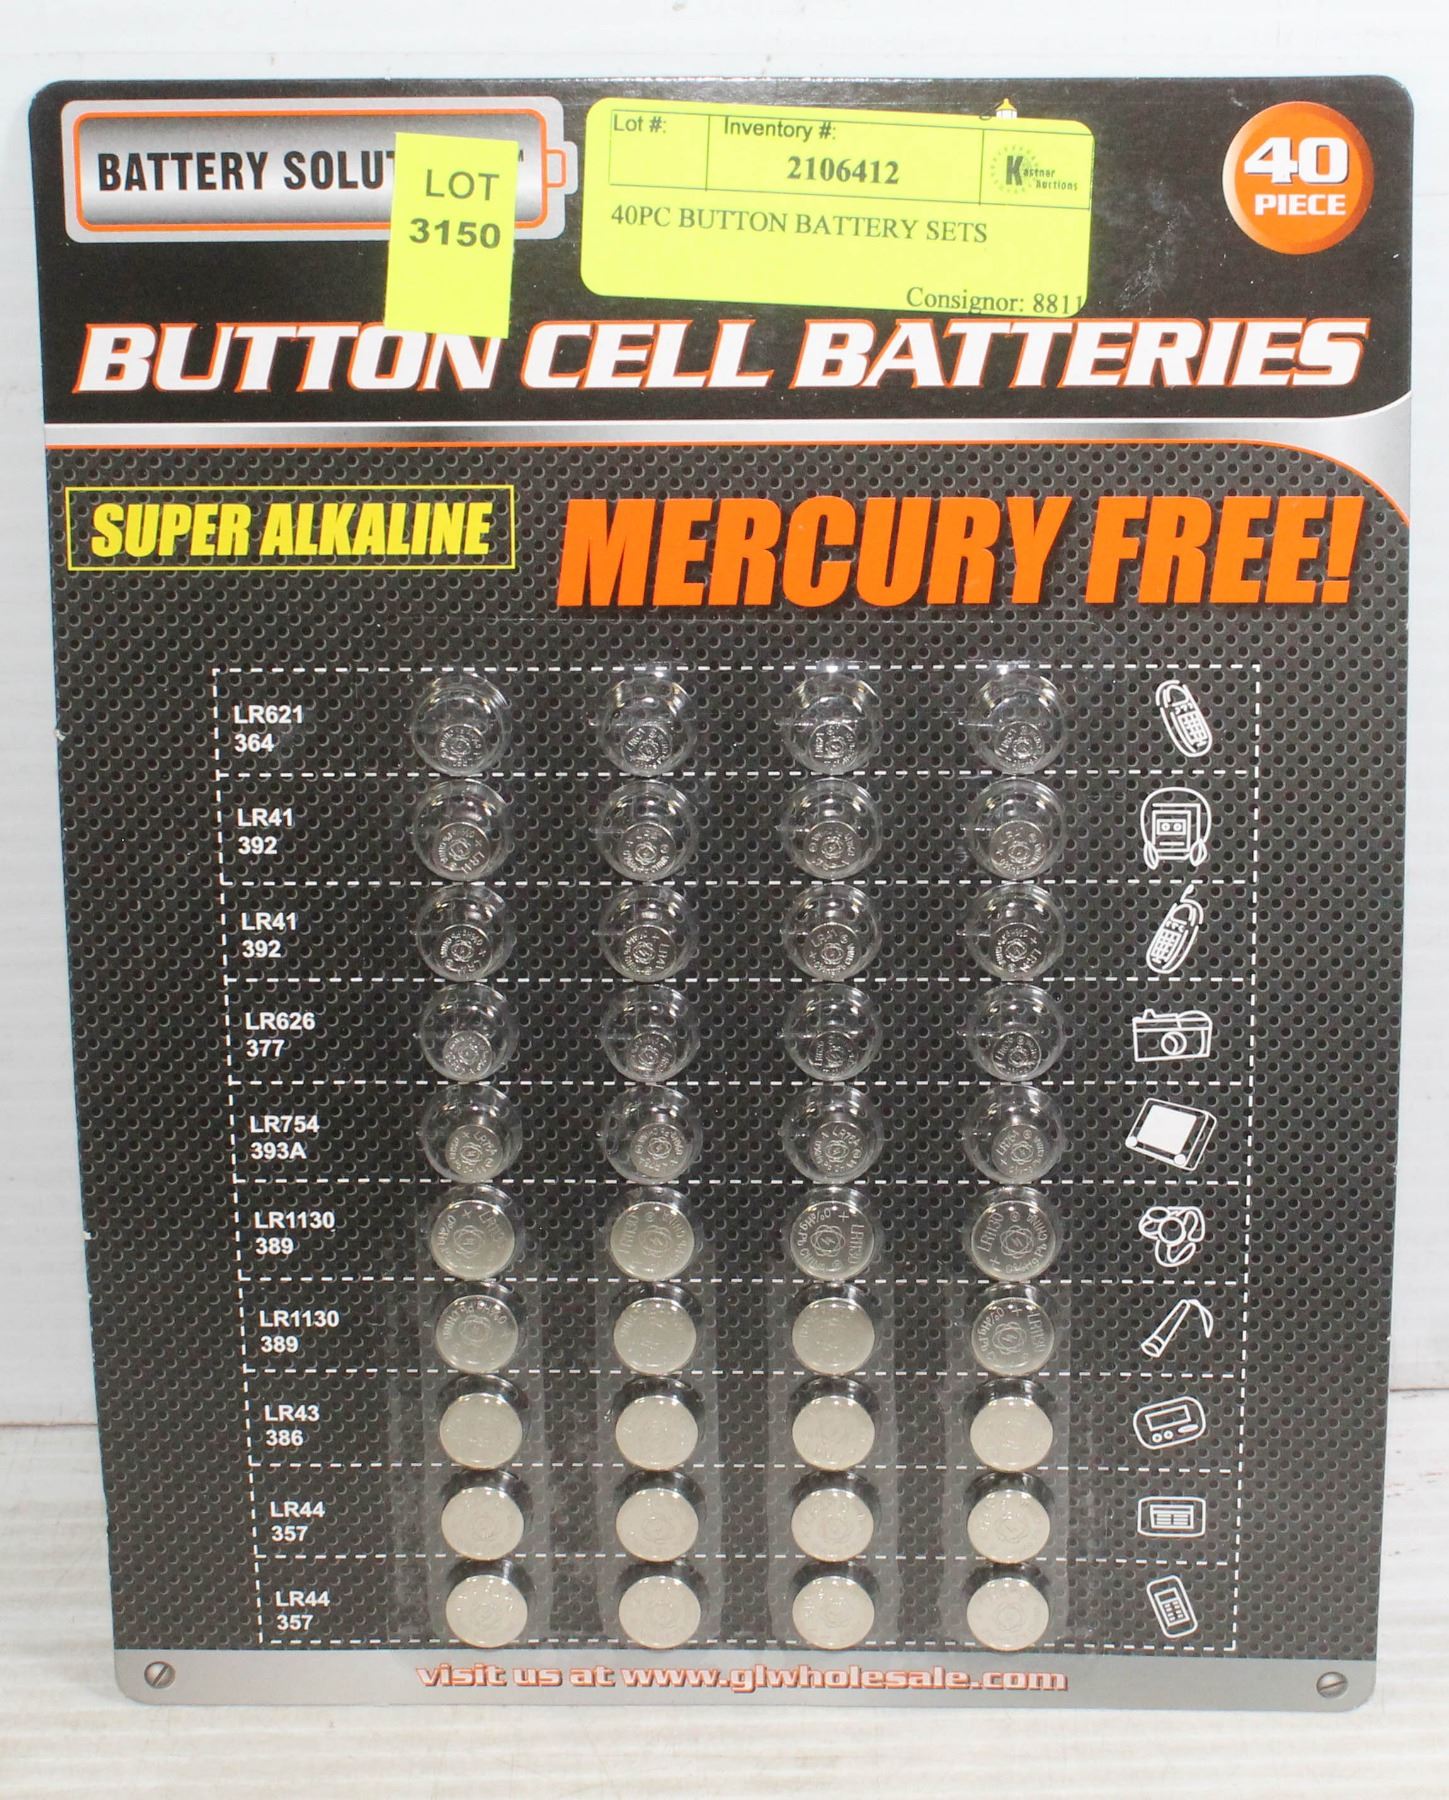 BATTERY SOLUT
LOT
3150
Lot #:
Inventory #:
2106412
Kastner
Auctions
40PC BUTTON BATTERY SETS
Consignor: 8811
40
PIECE
BUTTON CELL BATTERIES
SUPER ALKALINE
MERCURY FREE!
LR621
364
LR41
392
LR41
392
LR626
377
LR754
393A
LR1130
389
LR1130
389
LR43
386
LR44
357
LR44
357
visit us at www.glwholesale.com